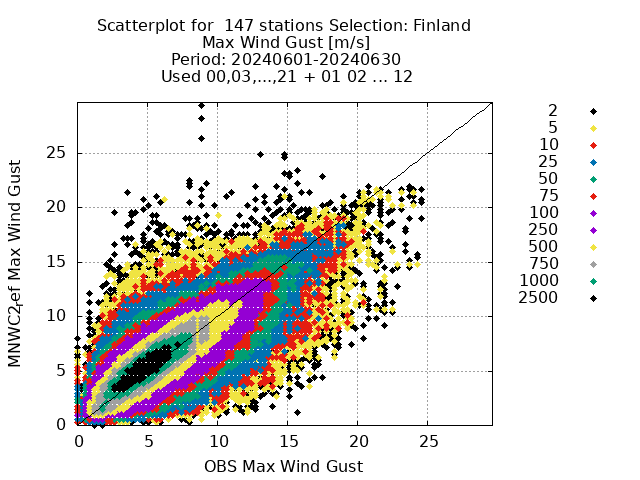 Scatterplot for  147 stations Selection: Finland
Max Wind Gust [m/s]
Period: 20240601-20240630
Used 00,03,...,21 + 01 02 ... 12
2
5
10
25
50
75
100
250
500
750
1000
2500
25
20
15
10
5
0
MNWC2,ef Max Wind Gust
0 5 10 15 20 25
OBS Max Wind Gust